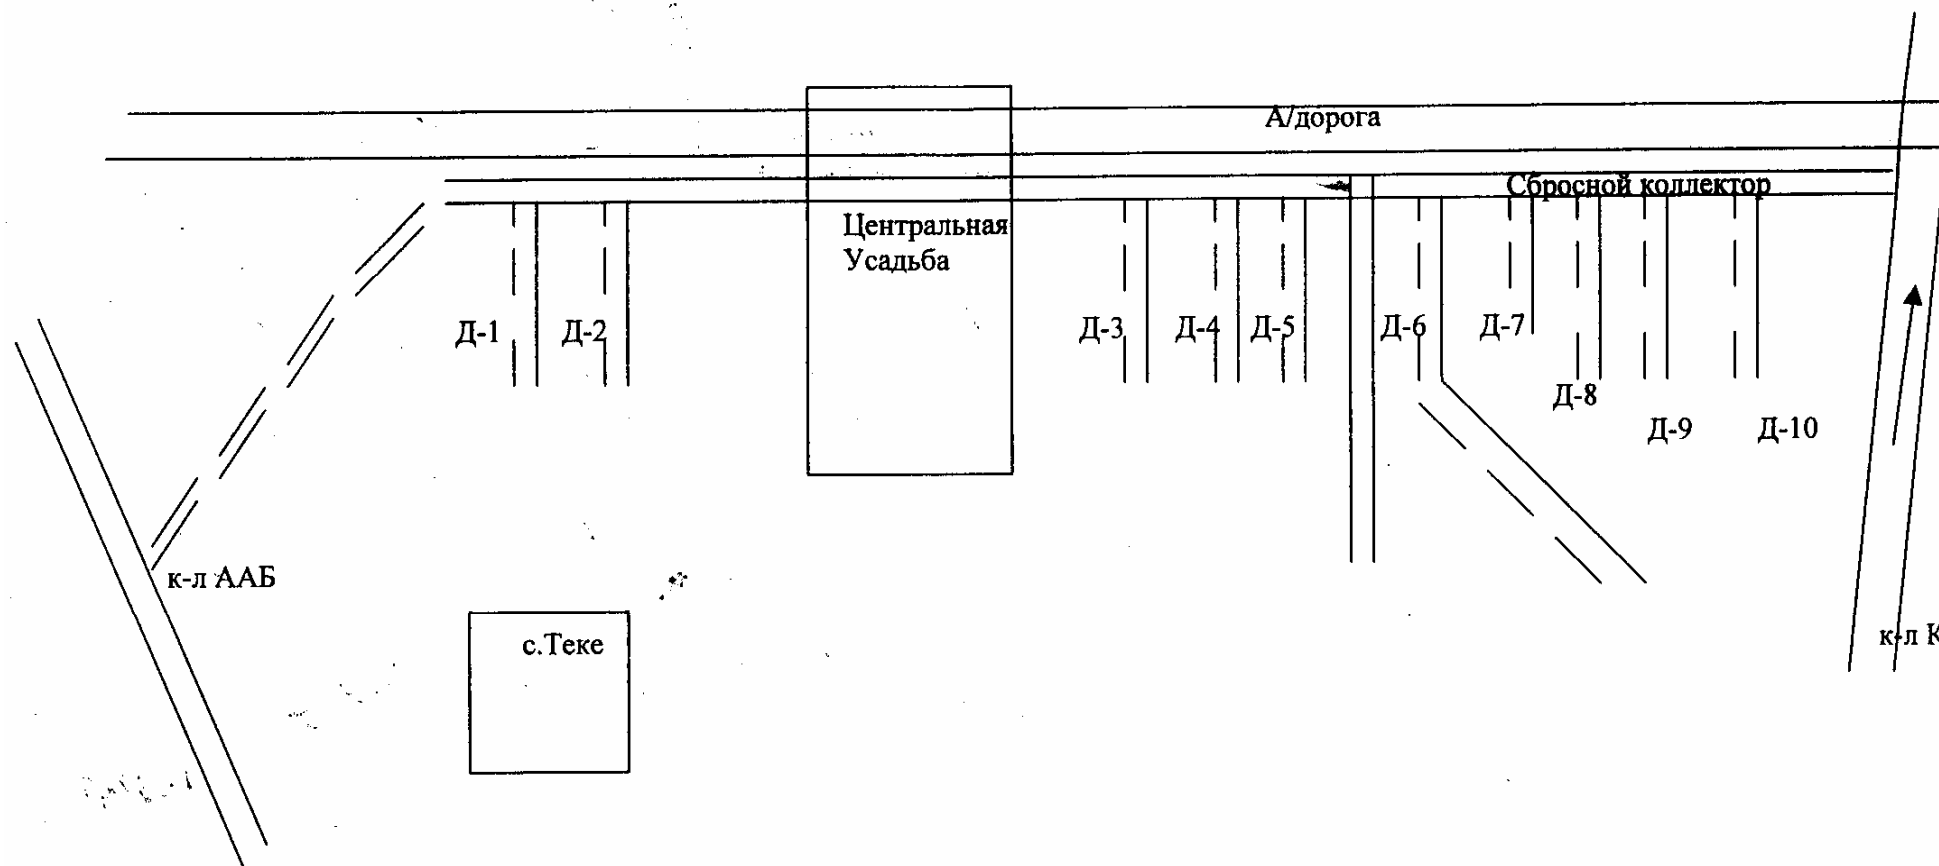 А/дорога
Сбросной коллектор
Центральная
Усадьба
Д-1
Д-2
Д-3
Д-4
Д-5
Д-6
Д-7
Д-8
Д-9
Д-10
к-л ААБ
с.Теке
к-л К